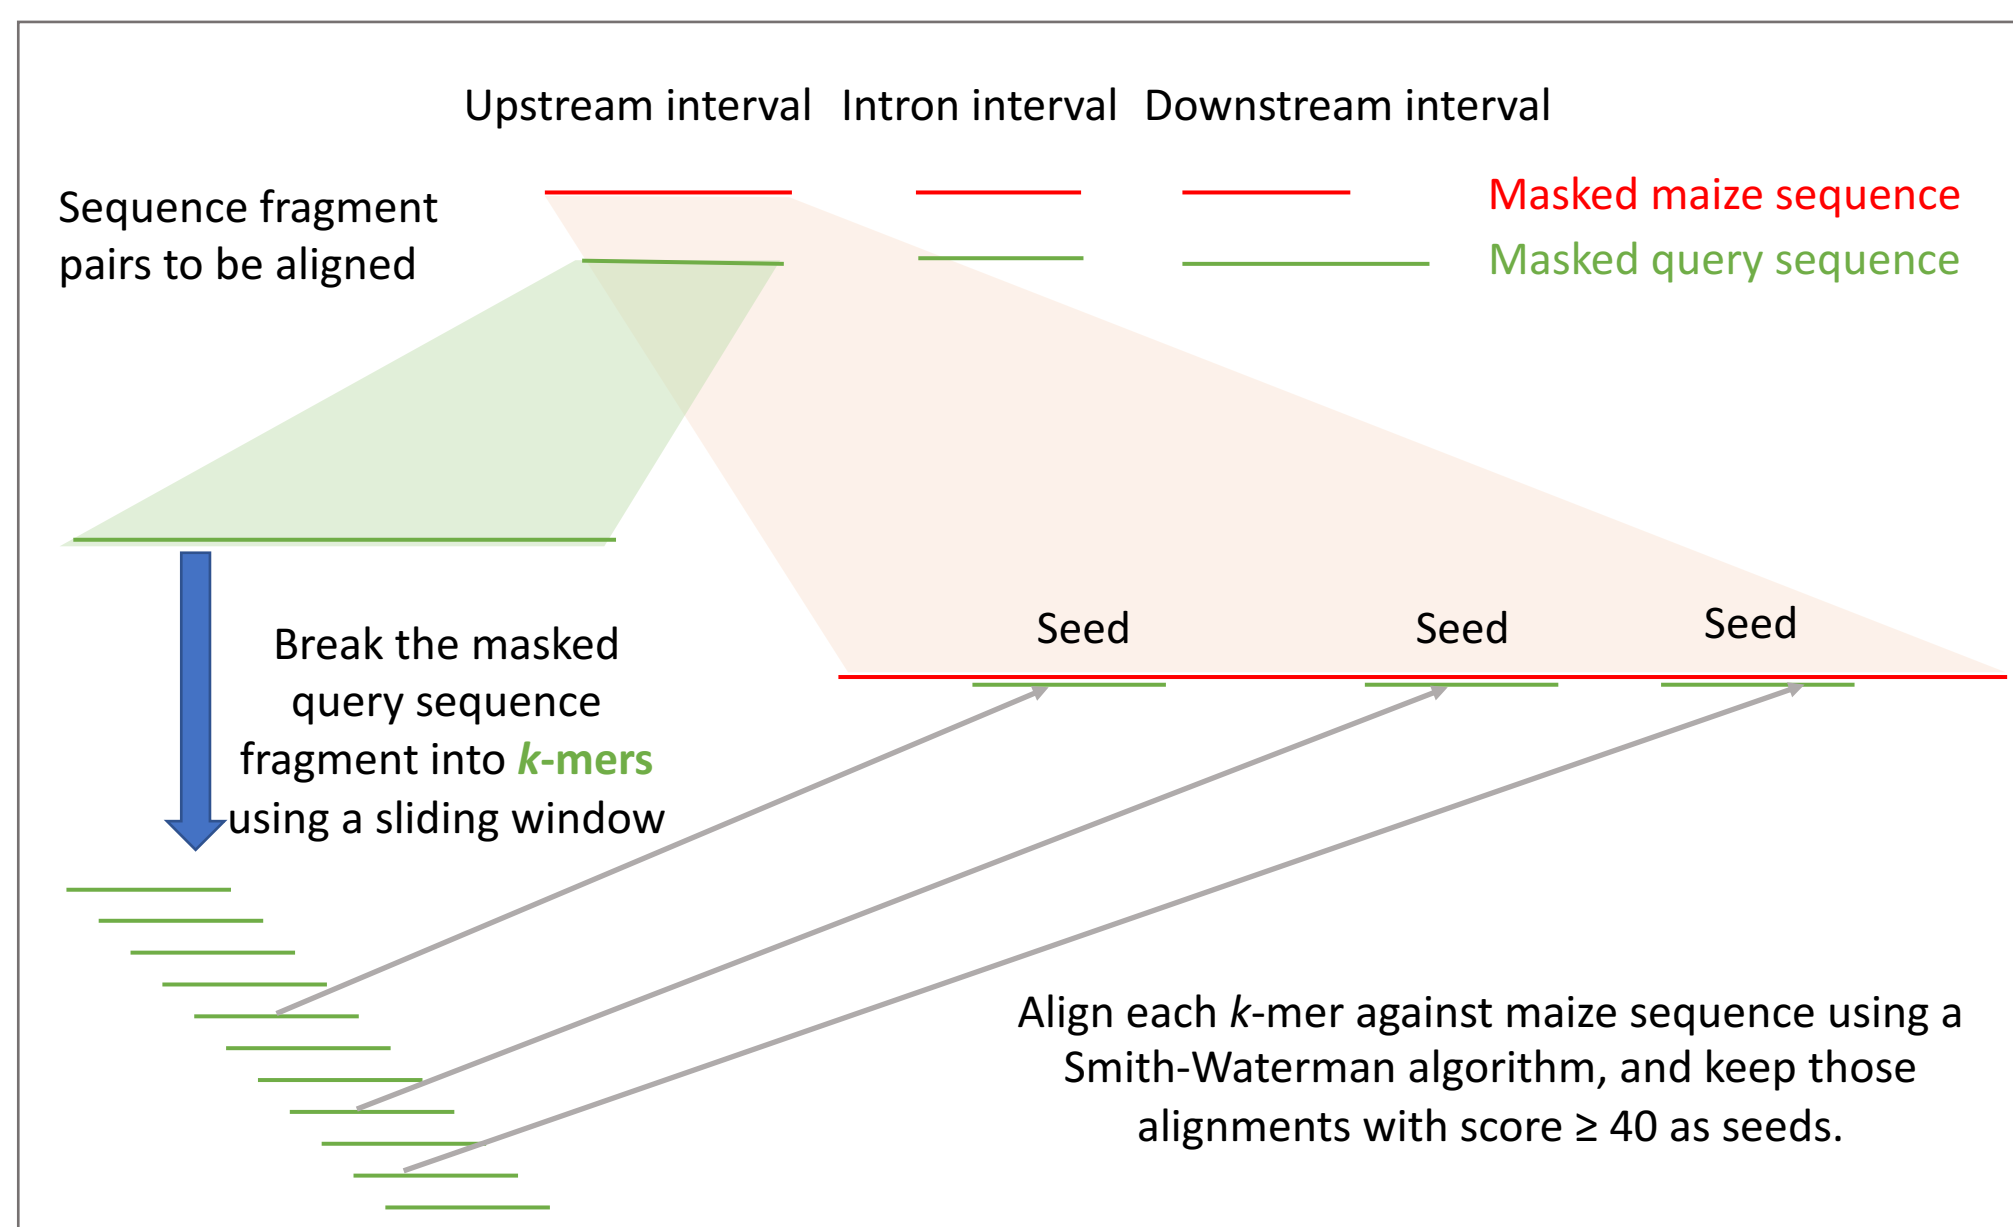 Upstream interval Intron interval Downstream interval
Sequence fragment
pairs to be aligned
Masked maize sequence
Masked query sequence
Seed Seed Seed
Break the masked
query sequence
fragment into k-mers
using a sliding window
Align each k-mer against maize sequence using a
Smith-Waterman algorithm, and keep those
alignments with score ≥ 40 as seeds.